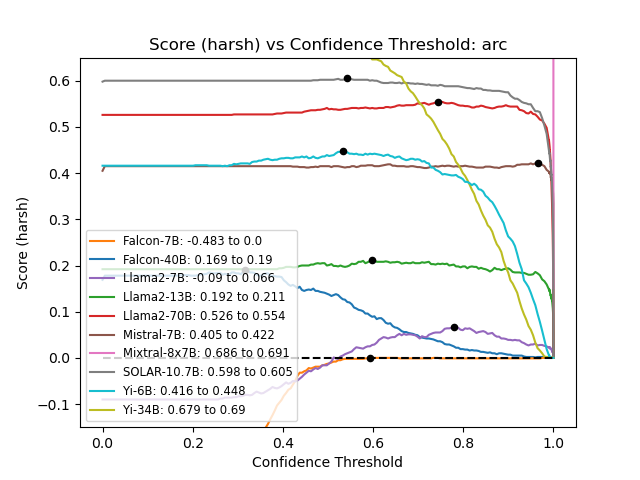 Score (harsh) vs Confidence Threshold: arc
Score (harsh)
0.6
0.5
0.4
0.3
0.2
0.1
0.0
−0.1
Falcon-7B: -0.483 to 0.0
Falcon-40B: 0.169 to 0.19
Llama2-7B: -0.09 to 0.066
Llama2-13B: 0.192 to 0.211
Llama2-70B: 0.526 to 0.554
Mistral-7B: 0.405 to 0.422
Mixtral-8x7B: 0.686 to 0.691
SOLAR-10.7B: 0.598 to 0.605
Yi-6B: 0.416 to 0.448
Yi-34B: 0.679 to 0.69
0.0 0.2 0.4 0.6 0.8 1.0
Confidence Threshold